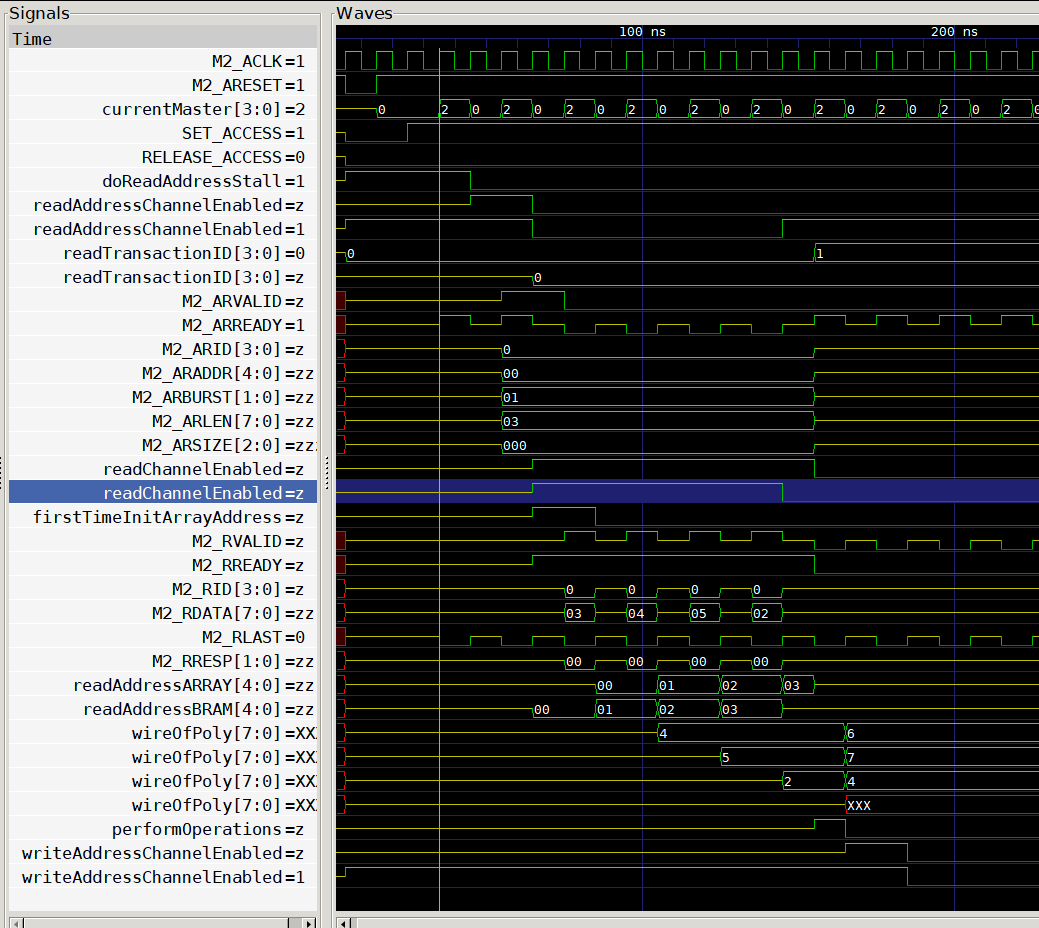 Signals
Waves
Time
100 ns 200 ns
M2_ACLK=1
M2_ARESET=1
currentMaster[3:0]=2 0 2 0 2 0 2 0 2 0 2 0 2 0 2 0 2 0 2 0 2 0
SET_ACCESS=1
RELEASE_ACCESS=0
doReadAddressStall=1
readAddressChannelEnabled=z
readAddressChannelEnabled=1
readTransactionID[3:0]=0 0 1
readTransactionID[3:0]=z 0
M2_ARVALID=z
M2_ARREADY=1
M2_ARID[3:0]=z 0
M2_ARADDR[4:0]=zz 00
M2_ARBURST[1:0]=zz 01
M2_ARLEN[7:0]=zz 03
M2_ARSIZE[2:0]=zz 000
readChannelEnabled=z
readChannelEnabled=z
firstTimeInitArrayAddress=z
M2_RVALID=z
M2_RREADY=z
M2_RID[3:0]=z 0 0 0 0
M2_RDATA[7:0]=zz 03 04 05 02
M2_RLAST=0
M2_RRESP[1:0]=zz 00 00 00 00
readAddressARRAY[4:0]=zz 00 01 02 03
readAddressBRAM[4:0]=zz 00 01 02 03
wireOfPoly[7:0]=XX 4 6
wireOfPoly[7:0]=XX 5 7
wireOfPoly[7:0]=XX 2 4
wireOfPoly[7:0]=XX XXX
performOperations=z
writeAddressChannelEnabled=z
writeAddressChannelEnabled=1